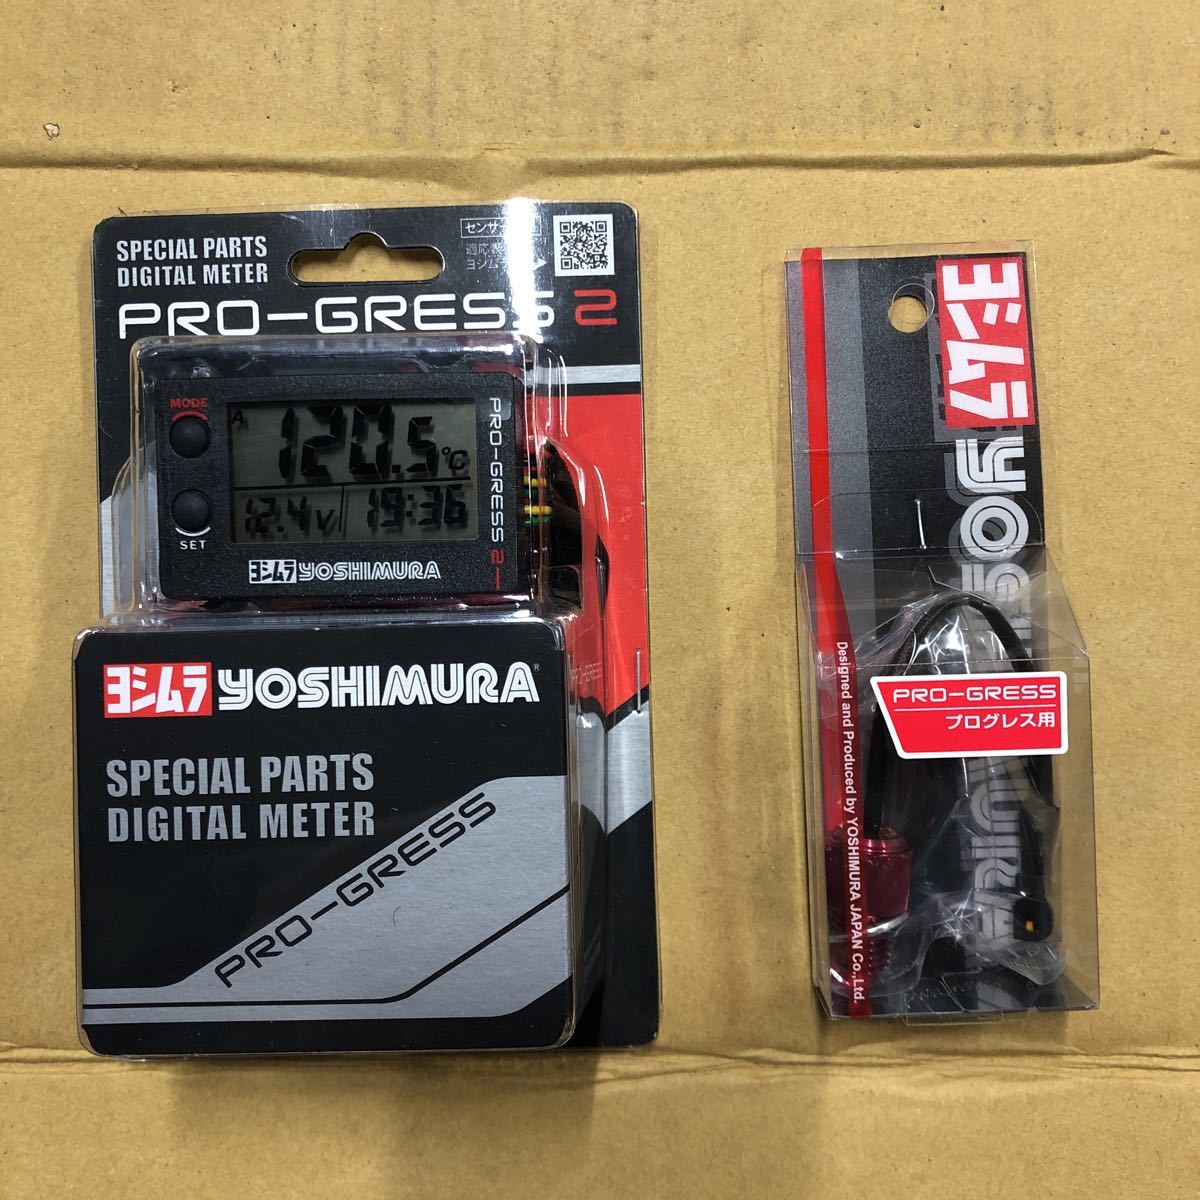 SPECIAL PARTS
DIGITAL METER
PRO-GRESS 2
センサ
適応
ヨシム
MODE
SET
A
120.5℃
12.4V
19:36
PRO-GRESS 2
ヨシムラ YOSHIMURA
ヨシムラ YOSHIMURA®
SPECIAL PARTS
DIGITAL METER
PRO-GRESS
PRO-GRESS
ヨシムラ
YOSHIMURA
PRO-GRESS
プログレス用
Designed and Produced by YOSHIMURA JAPAN Co.,Ltd.